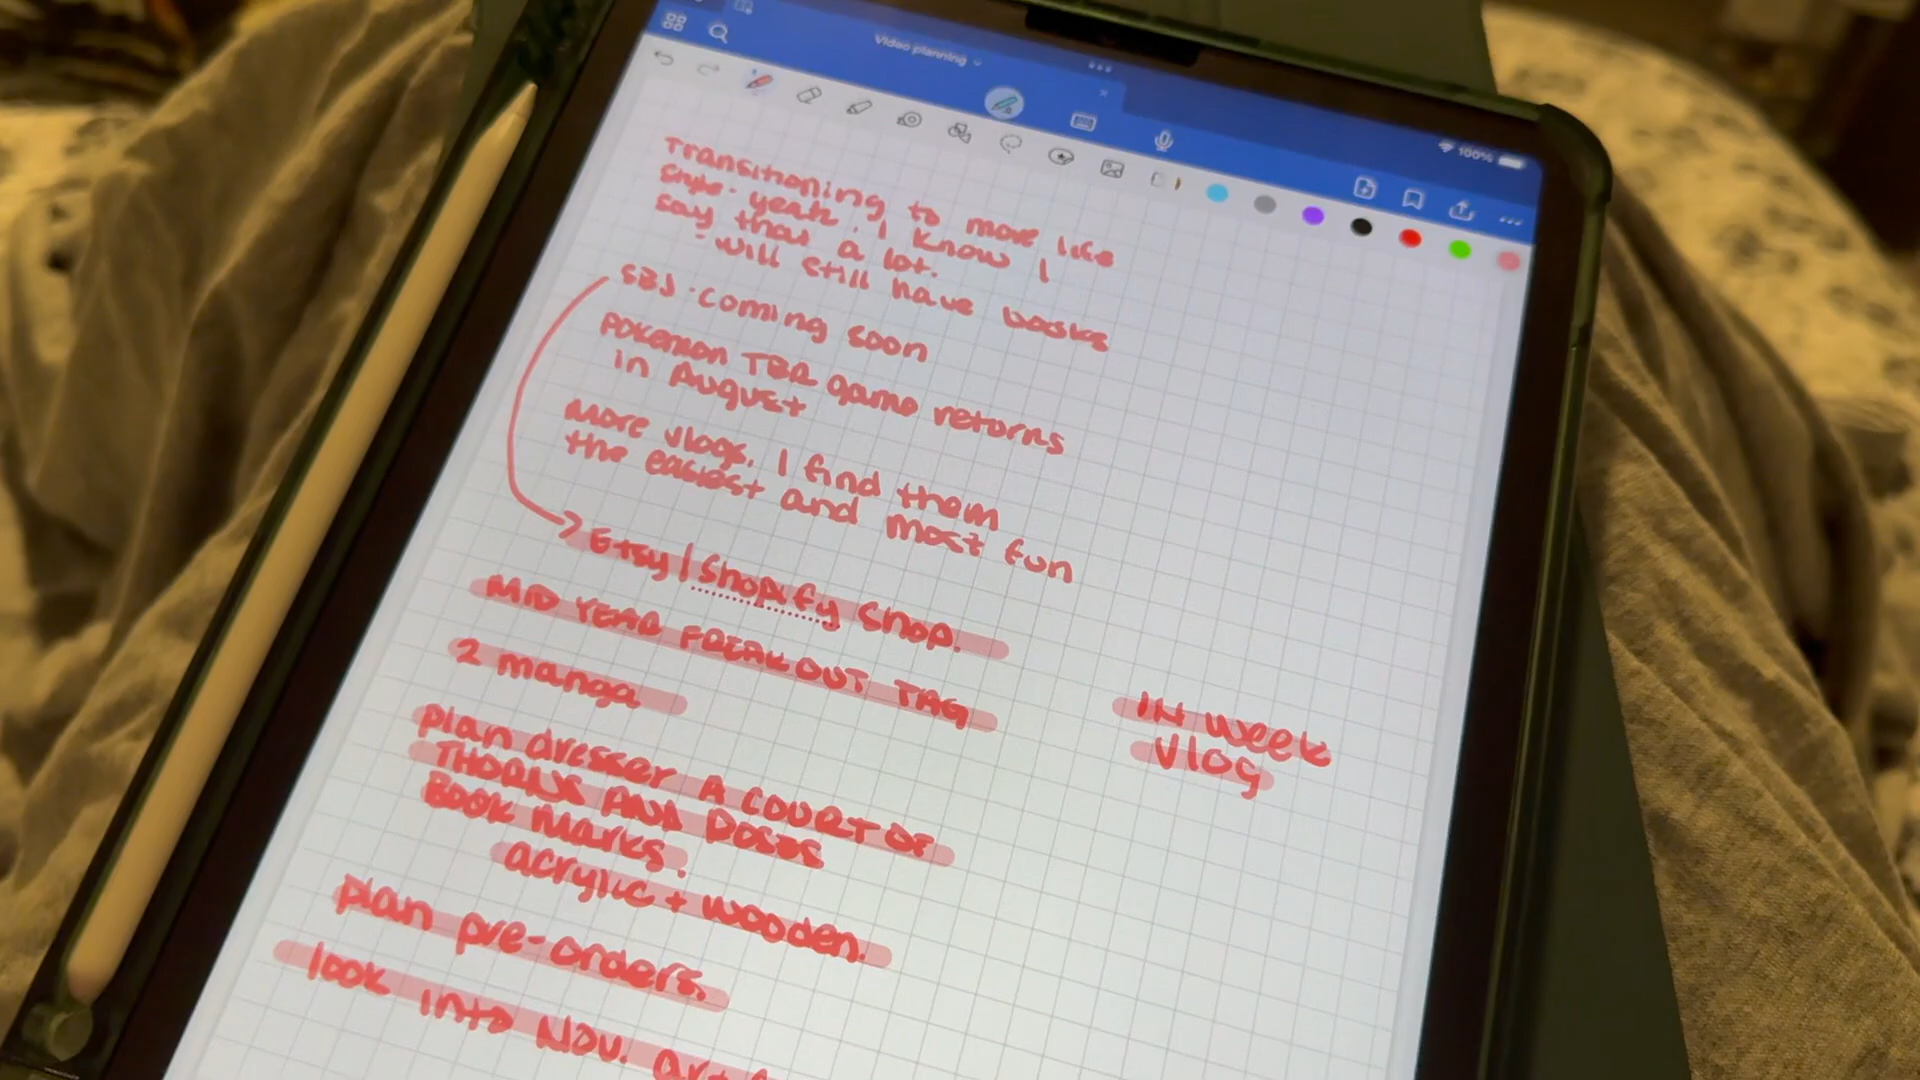 Video planning
100%
Transitioning to more like
style. yeah, I know I
say that a lot.
- will still have books
SBJ - coming soon
POKEMON TBR game returns
in AUGUST
More vlogs. I find them
the easiest and most fun
Etsy | Shopify shop.
MID YEAR FREAKOUT TAG
2 manga
IN week
vlog
plan dresser A COURT OF
THORNS AND DOSES
BOOK Marks.
acrylic + wooden.
plan pre-orders.
look into Nov.